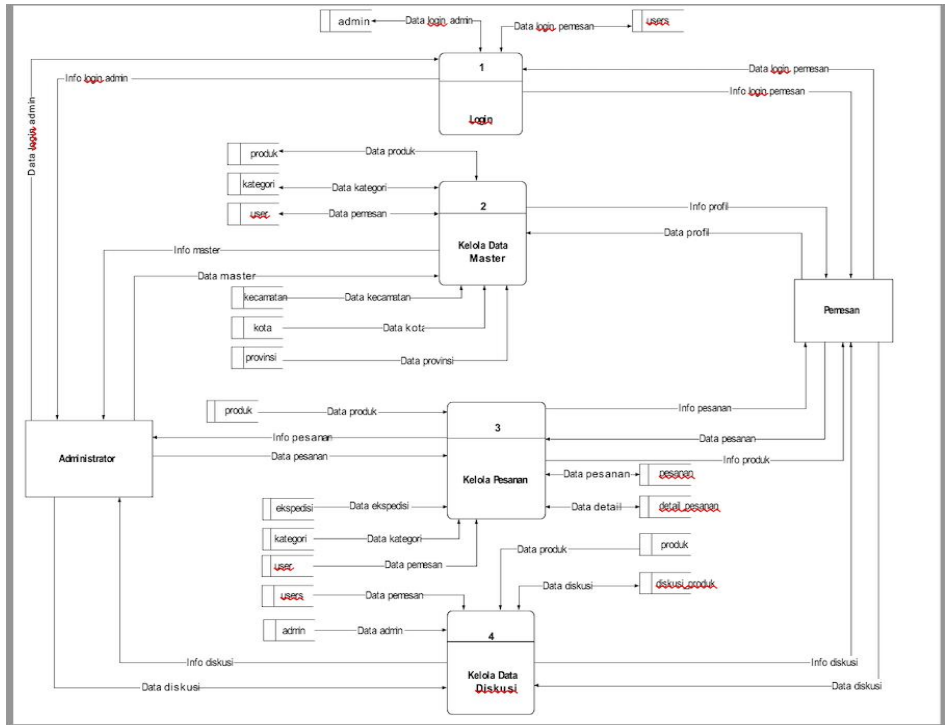 admin
Data login admin
users
Data login pemesan
1
Login
Info login admin
Data login pemesan
Info login pemesan
Data login admin
produk
Data produk
kategori
Data kategori
user
Data pemesan
2
Kelola Data
Master
Info profil
Data profil
Info master
Data master
kecamatan
Data kecamatan
kota
Data kota
provinsi
Data provinsi
Pemesan
produk
Data produk
3
Kelola Pesanan
Info pesanan
Info pesanan
Data pesanan
Administrator
Data pesanan
Info produk
Data pesanan
pesanan
ekspedisi
Data ekspedisi
Data detail
detail_pesanan
kategori
Data kategori
Data produk
produk
user
Data pemesan
Data diskusi
diskusi_produk
users
Data pemesan
admin
Data admin
4
Kelola Data
Diskusi
Info diskusi
Info diskusi
Data diskusi
Data diskusi